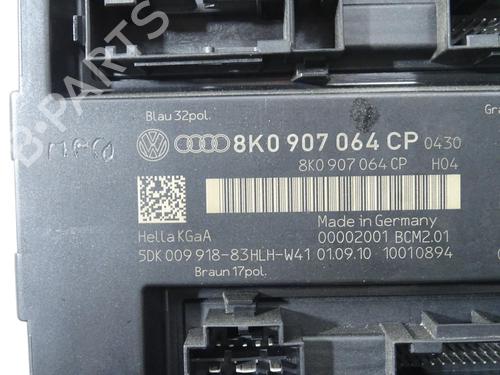 B-PARTS
Blau 32pol.
Gra
8K0 907 064 CP 0430
8K0 907 064 CP H04
Made in Germany
Hella KGaA
00002001 BCM2.01
5DK 009 918-83HLH-W41 01.09.10 10010894
Braun 17pol.